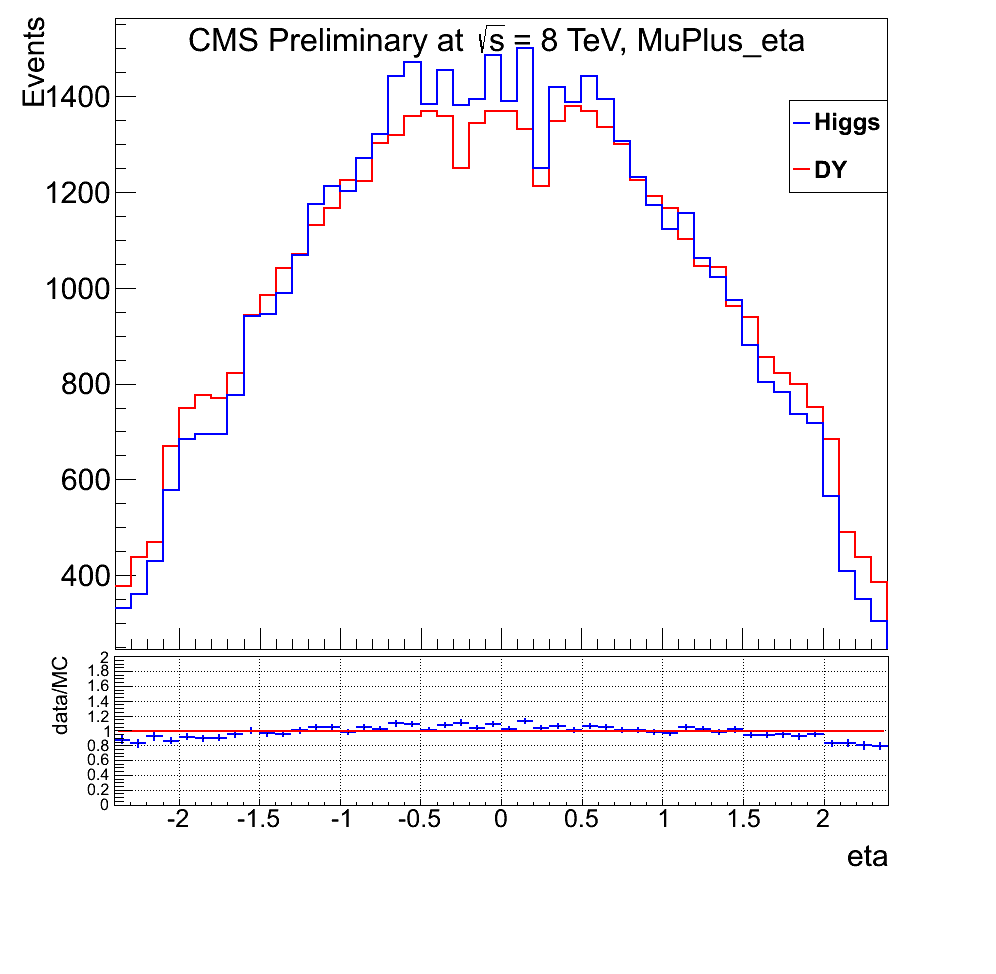 CMS Preliminary at √s = 8 TeV, MuPlus_eta
Events
1400
1200
1000
800
600
400
Higgs
DY
data/MC
2
1.8
1.6
1.4
1.2
1
0.8
0.6
0.4
0.2
0
-2 -1.5 -1 -0.5 0 0.5 1 1.5 2
eta